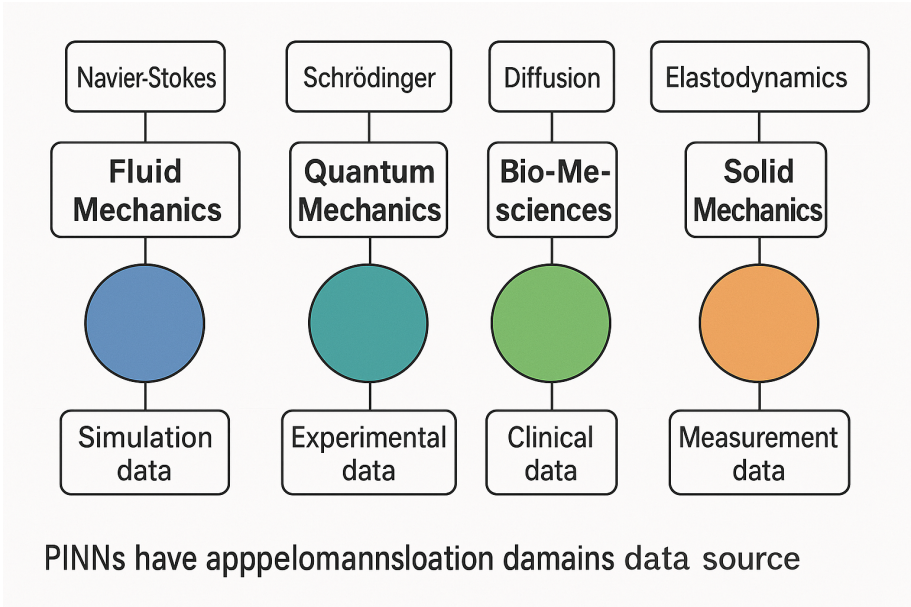 Navier-Stokes
Schrödinger
Diffusion
Elastodynamics
Fluid
Mechanics
Quantum
Mechanics
Bio-Me-
sciences
Solid
Mechanics
Simulation
data
Experimental
data
Clinical
data
Measurement
data
PINNs have apppelomannsloation damains data source